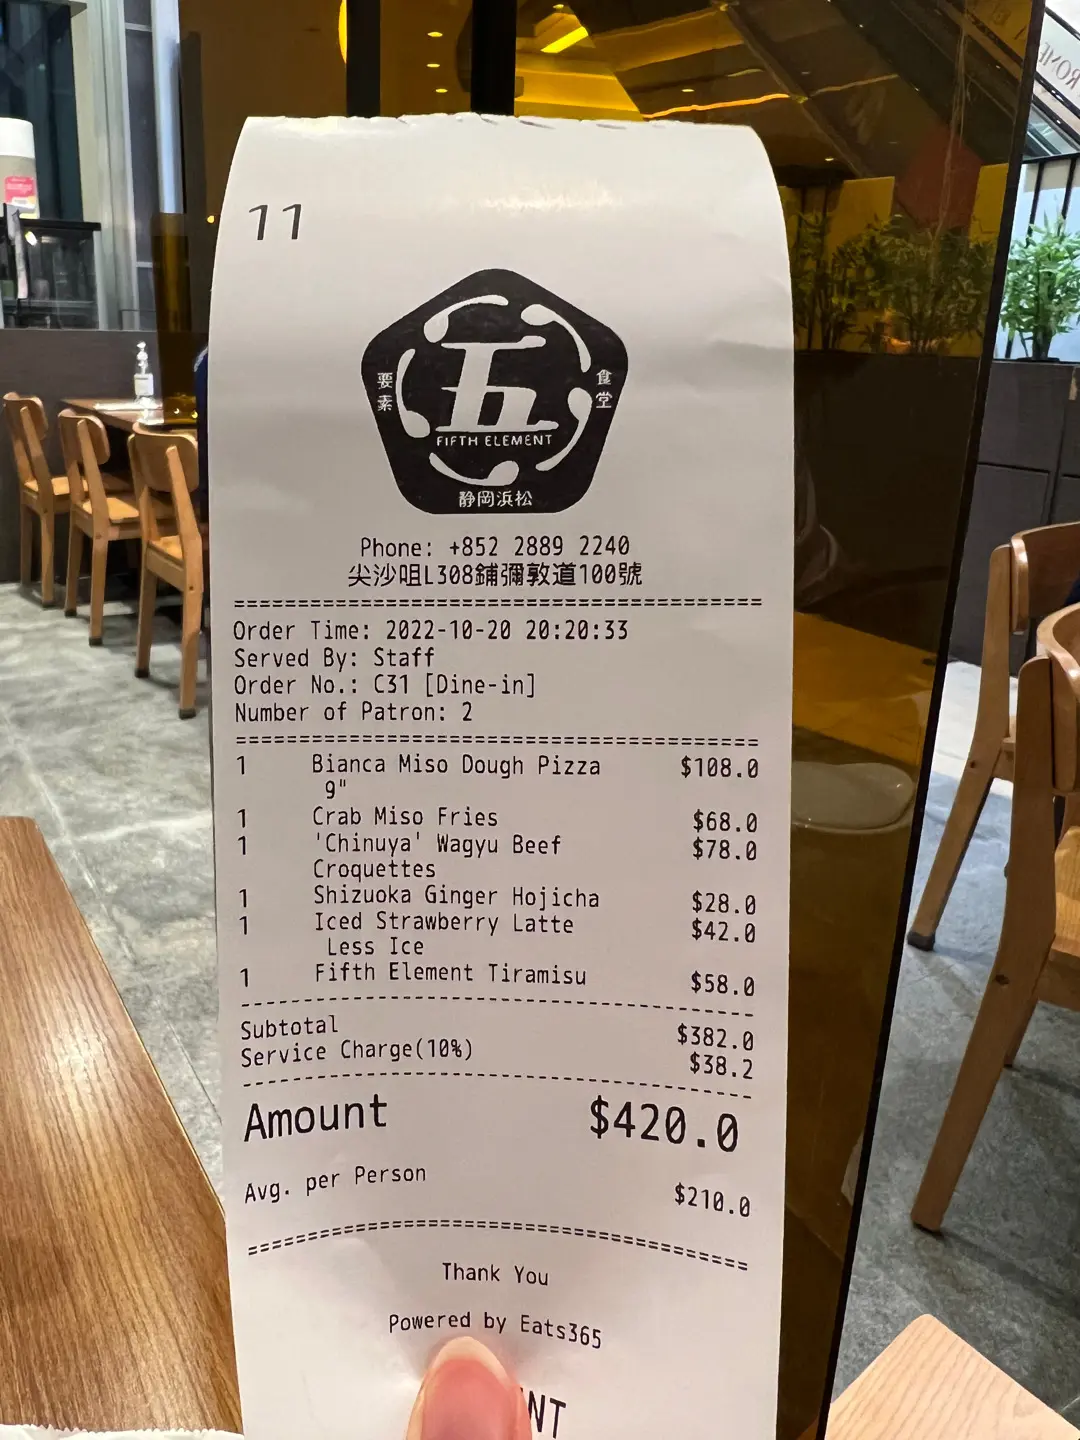 11
五
要素
食堂
FIFTH ELEMENT
静岡浜松
Phone: +852 2889 2240
尖沙咀L308鋪彌敦道100號
Order Time: 2022-10-20 20:20:33
Served By: Staff
Order No.: C31 [Dine-in]
Number of Patron: 2
1 Bianca Miso Dough Pizza $108.0
9"
1 Crab Miso Fries $68.0
1 'Chinuya' Wagyu Beef $78.0
Croquettes
1 Shizuoka Ginger Hojicha $28.0
1 Iced Strawberry Latte $42.0
Less Ice
1 Fifth Element Tiramisu $58.0
Subtotal $382.0
Service Charge(10%) $38.2
Amount $420.0
Avg. per Person $210.0
Thank You
Powered by Eats365